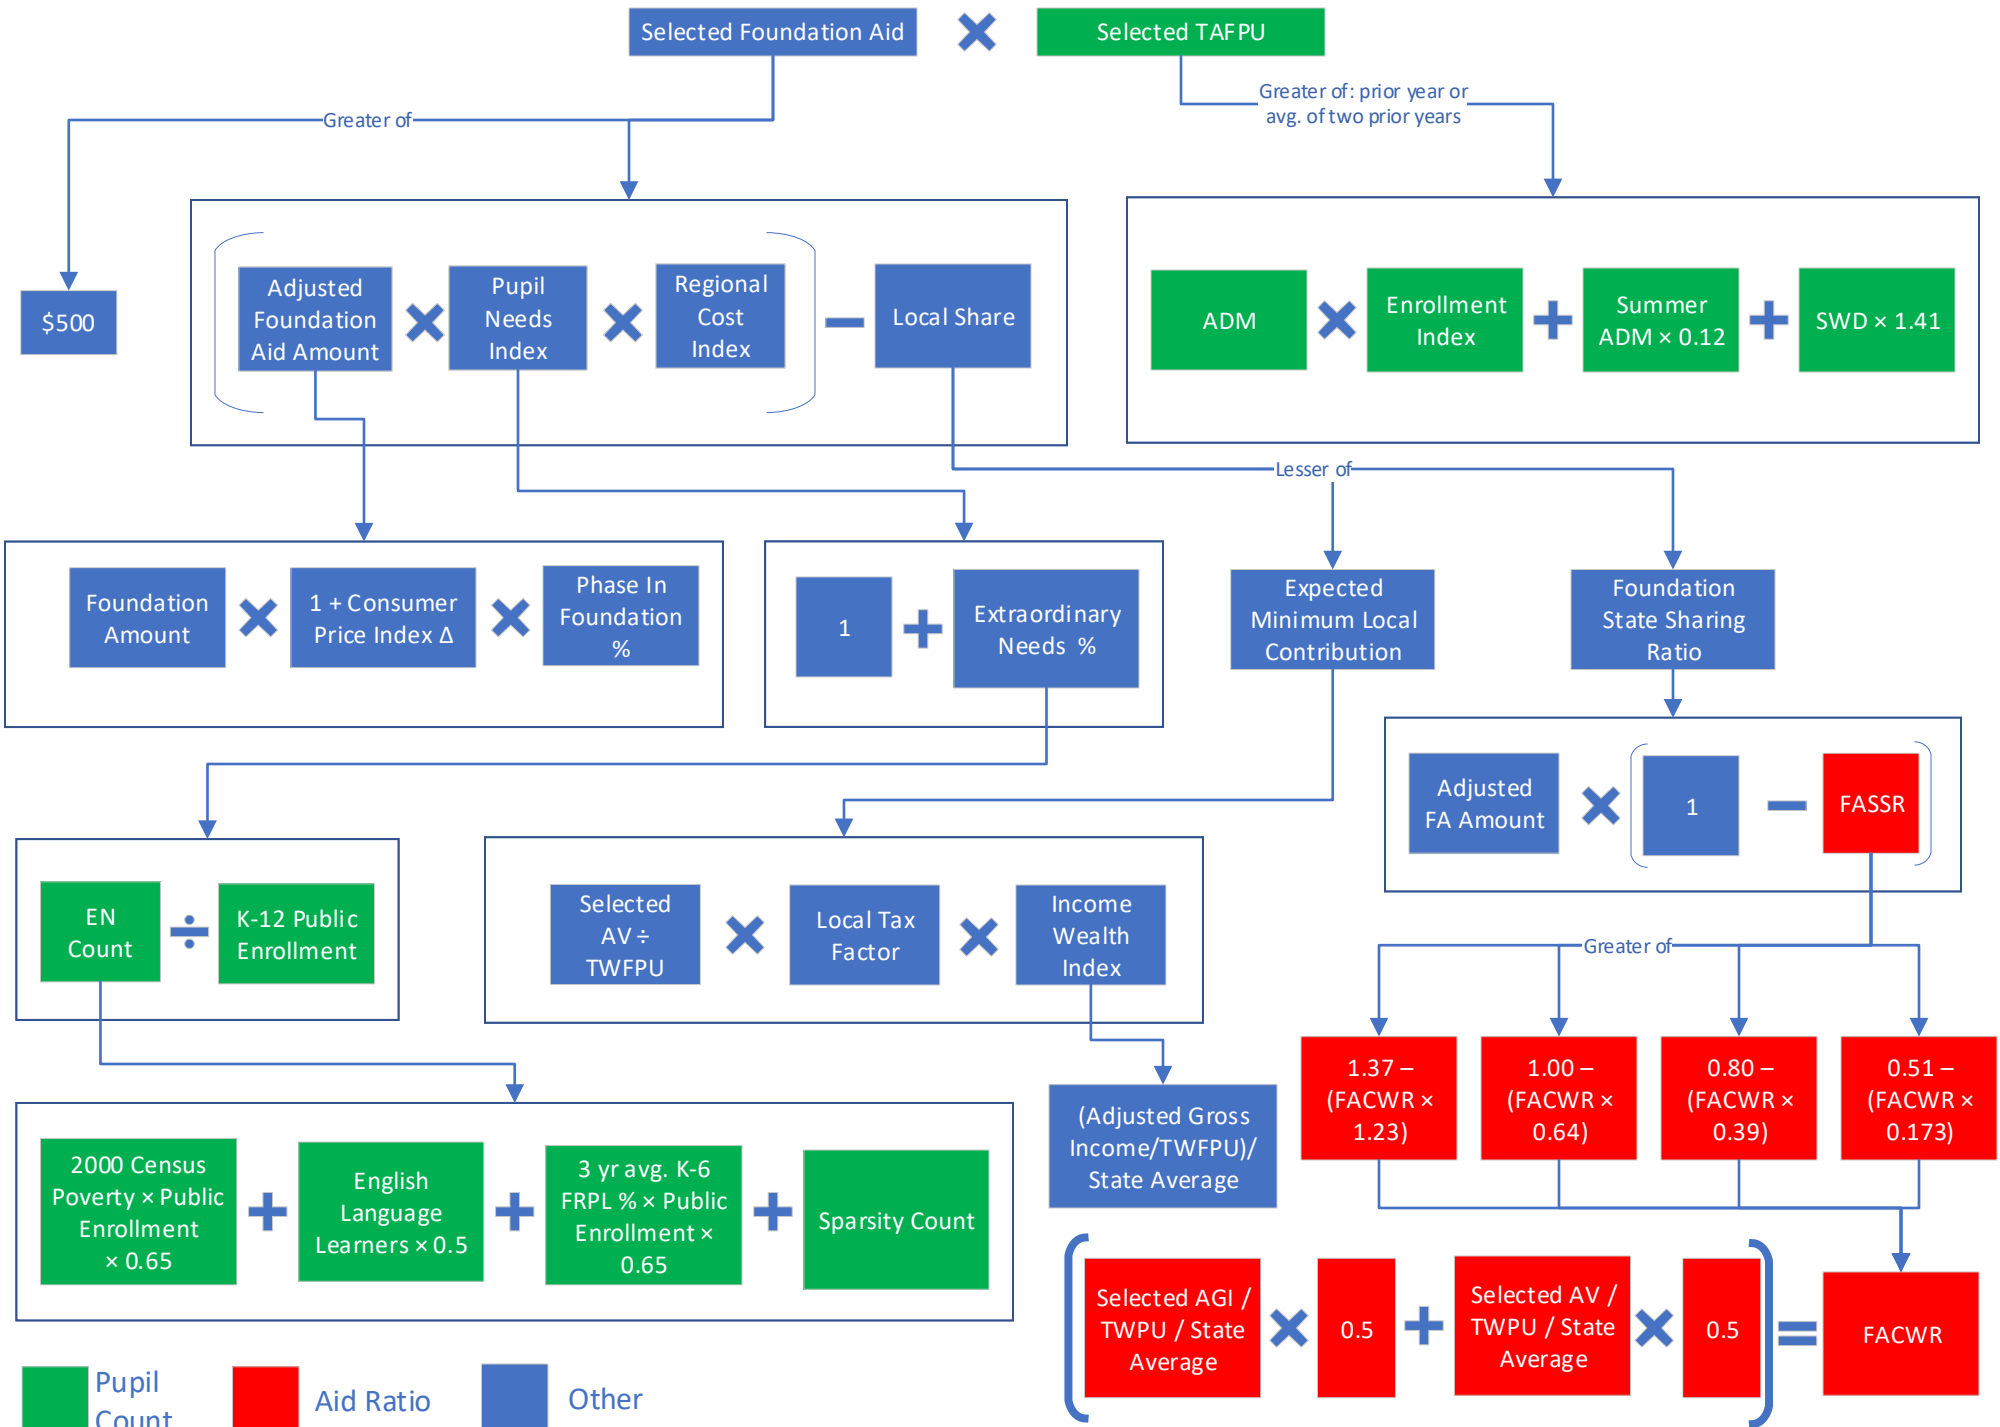 Selected Foundation Aid
Selected TAFPU
Greater of
Greater of: prior year or
avg. of two prior years
$500
Adjusted
Foundation
Aid Amount
Pupil
Needs
Index
Regional
Cost
Index
Local Share
ADM
Enrollment
Index
Summer
ADM × 0.12
SWD × 1.41
Lesser of
Foundation
Amount
1 + Consumer
Price Index Δ
Phase In
Foundation
%
1
Extraordinary
Needs %
Expected
Minimum Local
Contribution
Foundation
State Sharing
Ratio
Adjusted
FA Amount
1
FASSR
EN
Count
K-12 Public
Enrollment
Selected
AV ÷
TWFPU
Local Tax
Factor
Income
Wealth
Index
Greater of
1.37 –
(FACWR ×
1.23)
1.00 –
(FACWR ×
0.64)
0.80 –
(FACWR ×
0.39)
0.51 –
(FACWR ×
0.173)
2000 Census
Poverty × Public
Enrollment
× 0.65
English
Language
Learners × 0.5
3 yr avg. K-6
FRPL % × Public
Enrollment ×
0.65
Sparsity Count
(Adjusted Gross
Income/TWFPU)/
State Average
Selected AGI /
TWPU / State
Average
0.5
Selected AV /
TWPU / State
Average
0.5
FACWR
Pupil
Count
Aid Ratio
Other